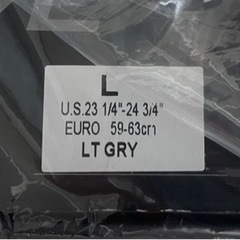 L
U.S.23 1/4"-24 3/4"
EURO 59-63cm
LT GRY